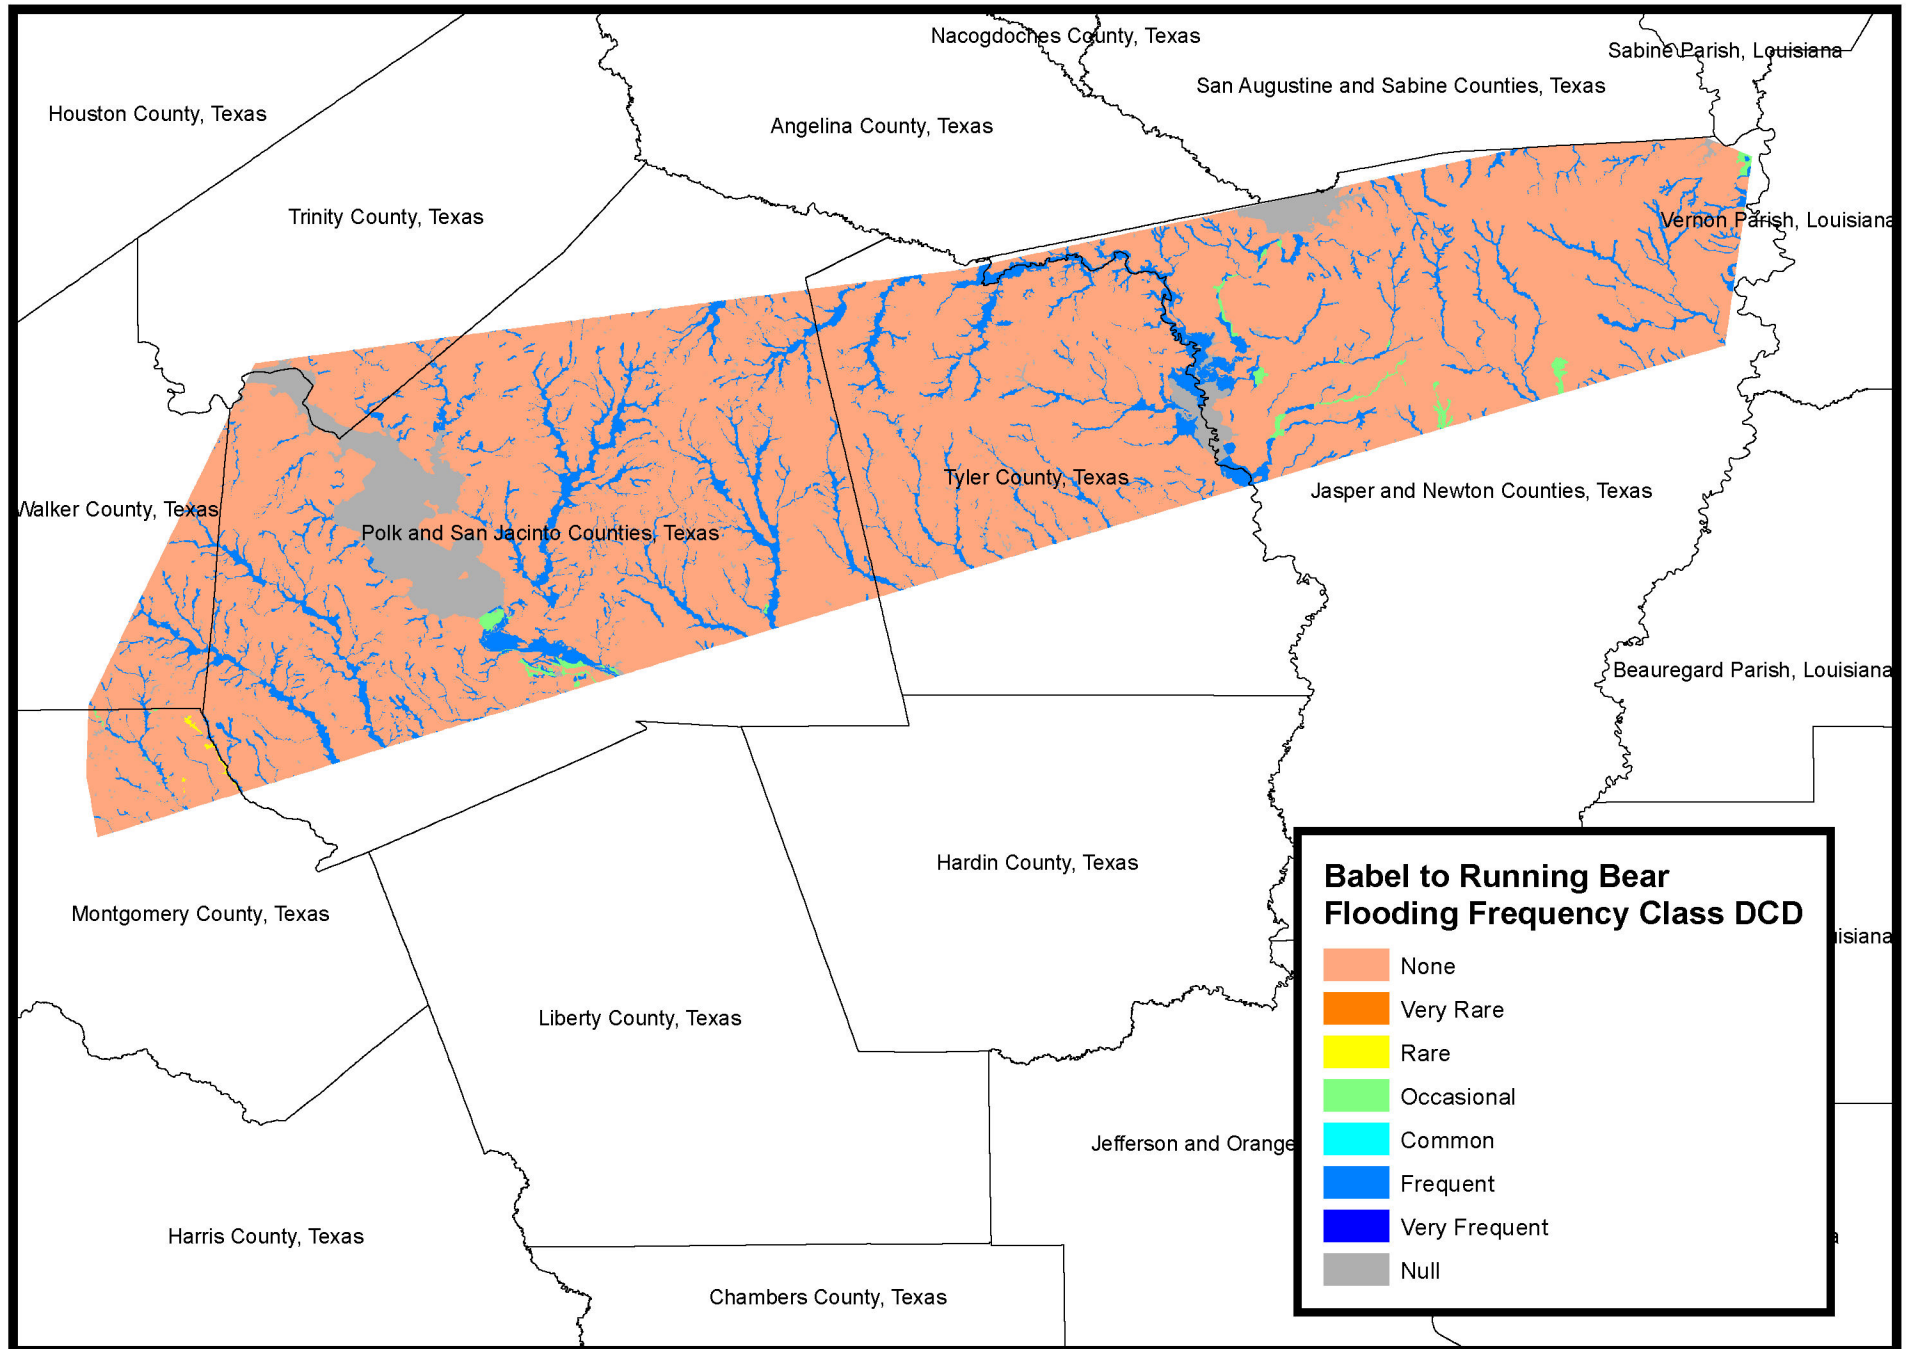 Nacogdoches County, Texas
Sabine Parish, Louisiana
San Augustine and Sabine Counties, Texas
Houston County, Texas
Angelina County, Texas
Trinity County, Texas
Vernon Parish, Louisiana
Tyler County, Texas
Jasper and Newton Counties, Texas
Walker County, Texas
Polk and San Jacinto Counties, Texas
Beauregard Parish, Louisiana
Hardin County, Texas
Montgomery County, Texas
Liberty County, Texas
Jefferson and Orange
Harris County, Texas
Chambers County, Texas
Babel to Running Bear
Flooding Frequency Class DCD
None
Very Rare
Rare
Occasional
Common
Frequent
Very Frequent
Null